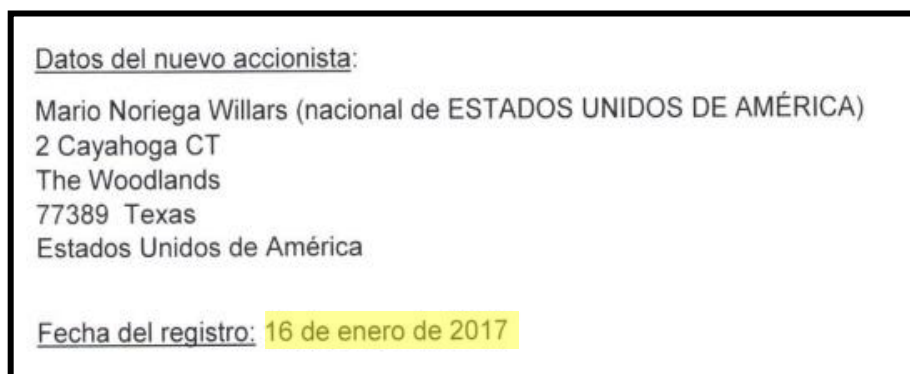 Datos del nuevo accionista:
Mario Noriega Willars (nacional de ESTADOS UNIDOS DE AMÉRICA)
2 Cayahoga CT
The Woodlands
77389 Texas
Estados Unidos de América
Fecha del registro: 16 de enero de 2017